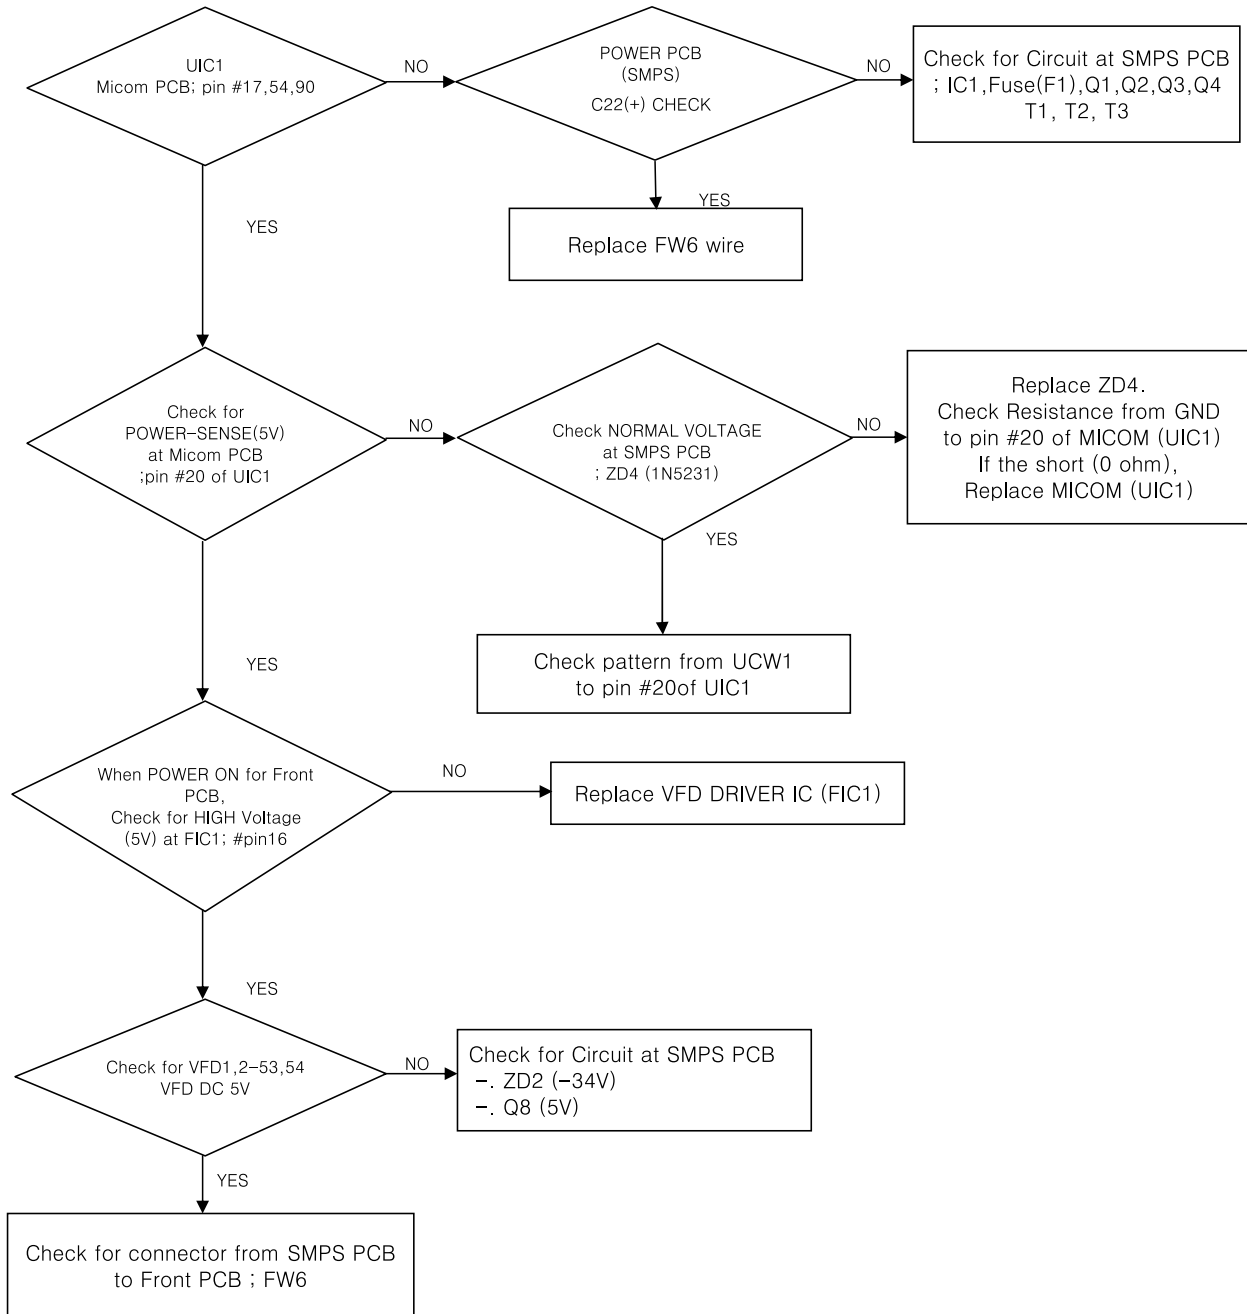 UIC1
Micom PCB; pin #17,54,90
NO
POWER PCB
(SMPS)
C22(+) CHECK
NO
Check for Circuit at SMPS PCB
; IC1,Fuse(F1),Q1,Q2,Q3,Q4
T1, T2, T3
YES
Replace FW6 wire
YES
Check for
POWER-SENSE(5V)
at Micom PCB
;pin #20 of UIC1
NO
Check NORMAL VOLTAGE
at SMPS PCB
; ZD4 (1N5231)
NO
Replace ZD4.
Check Resistance from GND
to pin #20 of MICOM (UIC1)
If the short (0 ohm),
Replace MICOM (UIC1)
YES
Check pattern from UCW1
to pin #20of UIC1
YES
When POWER ON for Front
PCB,
Check for HIGH Voltage
(5V) at FIC1; #pin16
NO
Replace VFD DRIVER IC (FIC1)
YES
Check for VFD1,2-53,54
VFD DC 5V
NO
Check for Circuit at SMPS PCB
-. ZD2 (-34V)
-. Q8 (5V)
YES
Check for connector from SMPS PCB
to Front PCB ; FW6